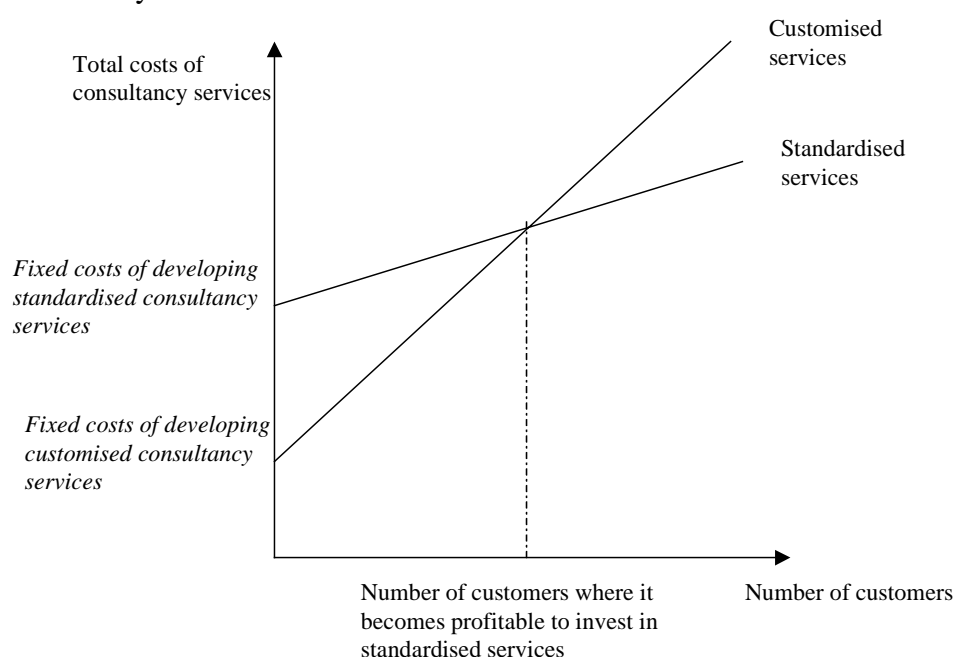 Customised
services
Total costs of
consultancy services
Standardised
services
Fixed costs of developing
standardised consultancy
services
Fixed costs of developing
customised consultancy
services
Number of customers where it
becomes profitable to invest in
standardised services
Number of customers